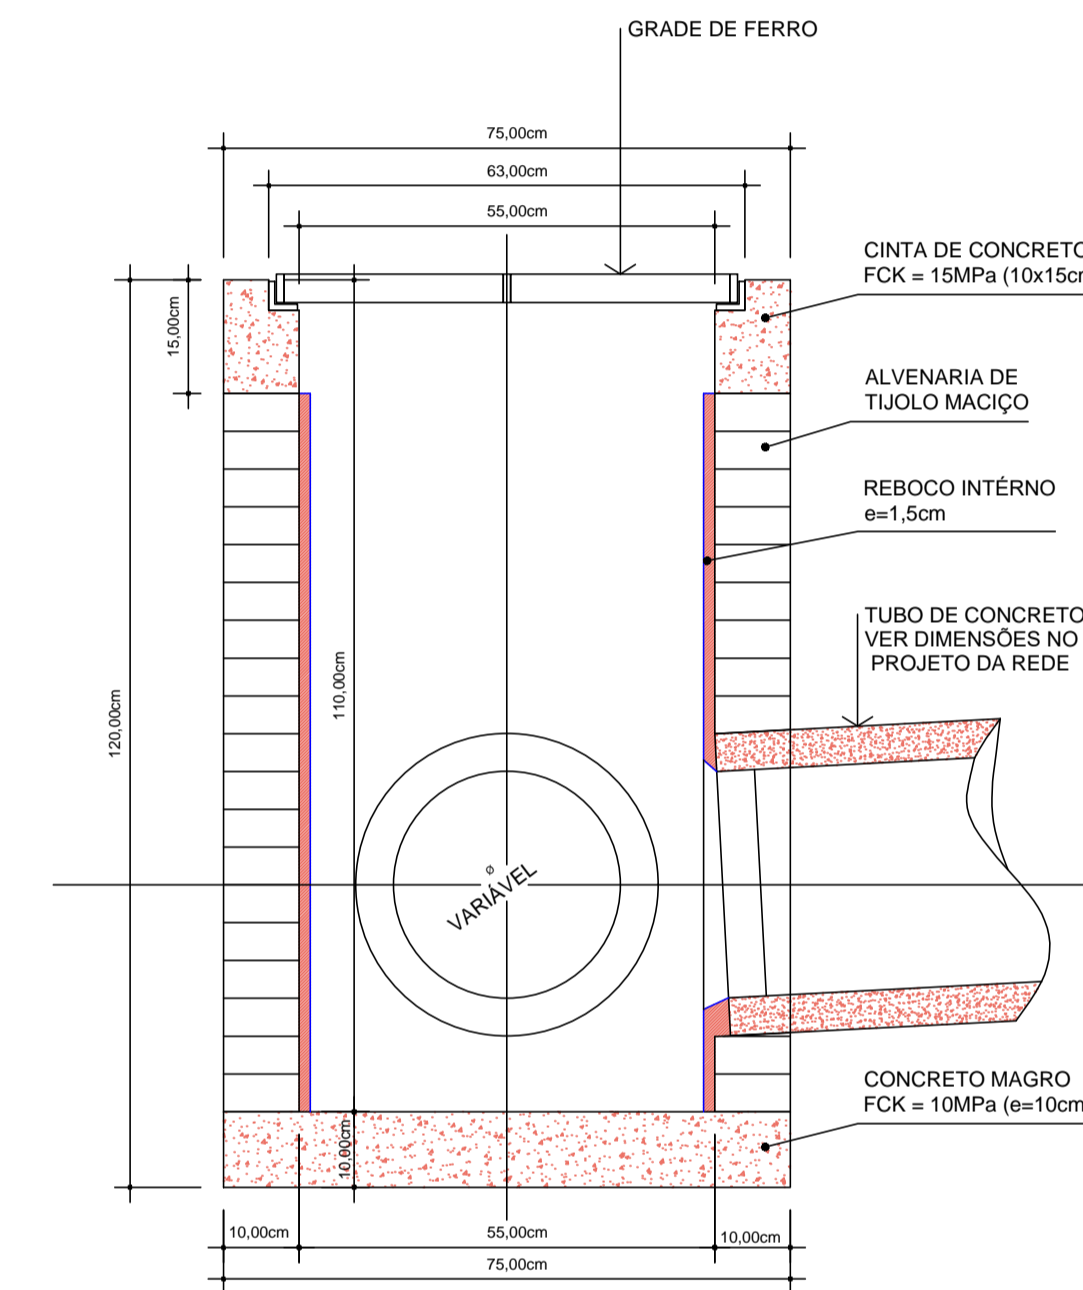 GRADE DE FERRO
75,00cm
63,00cm
55,00cm
CINTA DE CONCRETO
FCK = 15MPa (10x15cm
15,00cm
ALVENARIA DE
TIJOLO MACIÇO
REBOCO INTÉRNO
e=1,5cm
TUBO DE CONCRETO
VER DIMENSÕES NO
PROJETO DA REDE
110,00cm
120,00cm
ø
VARIÁVEL
CONCRETO MAGRO
FCK = 10MPa (e=10cm
10,00cm
10,00cm
55,00cm
10,00cm
75,00cm